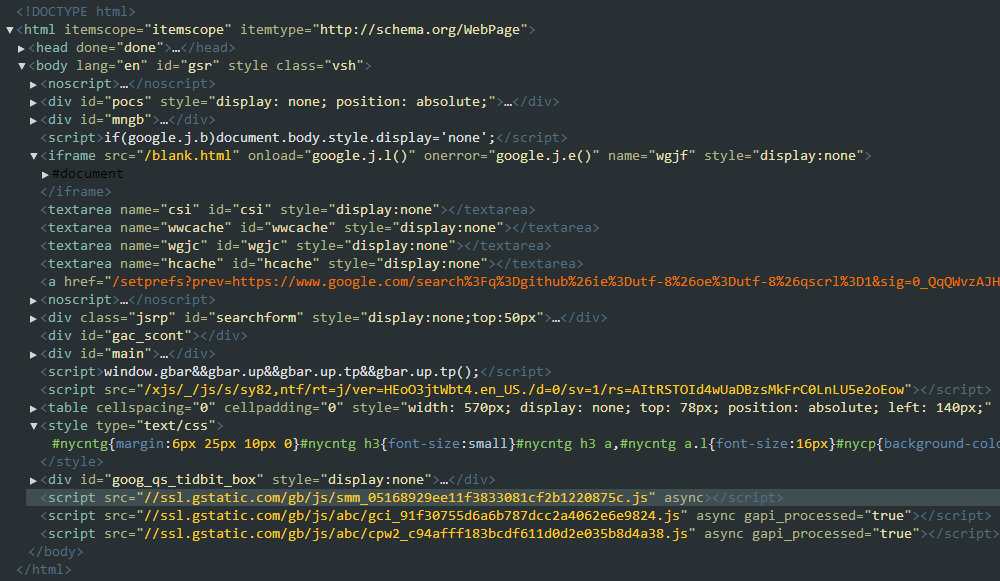 <!DOCTYPE html>
▼<html itemscope="itemscope" itemtype="http://schema.org/WebPage">
▶<head done="done">…</head>
▼<body lang="en" id="gsr" style class="vsh">
▶<noscript>…</noscript>
▶<div id="pocs" style="display: none; position: absolute;">…</div>
▶<div id="mngb">…</div>
<script>if(google.j.b)document.body.style.display='none';</script>
▼<iframe src="/blank.html" onload="google.j.l()" onerror="google.j.e()" name="wgjf" style="display:none">
▶#document
</iframe>
<textarea name="csi" id="csi" style="display:none"></textarea>
<textarea name="wwcache" id="wwcache" style="display:none"></textarea>
<textarea name="wgjc" id="wgjc" style="display:none"></textarea>
<textarea name="hcache" id="hcache" style="display:none"></textarea>
<a href="/setprefs?prev=https://www.google.com/search%3Fq%3Dgithub%26ie%3Dutf-8%26oe%3Dutf-8%26qscrl%3D1&sig=0_QqQWvzAJH
▶<noscript>…</noscript>
▶<div class="jsrp" id="searchform" style="display:none;top:50px">…</div>
<div id="gac_scont"></div>
▶<div id="main">…</div>
<script>window.gbar&&gbar.up&&gbar.up.tp&&gbar.up.tp();</script>
<script src="/xjs/_/js/s/sy82,ntf/rt=j/ver=HEoO3jtWbt4.en_US./d=0/sv=1/rs=AItRSTOId4wUaDBzsMkFrC0LnLU5e2oEow"></script>
▶<table cellspacing="0" cellpadding="0" style="width: 570px; display: none; top: 78px; position: absolute; left: 140px;"
▼<style type="text/css">
#nycntg{margin:6px 25px 10px 0}#nycntg h3{font-size:small}#nycntg h3 a,#nycntg a.l{font-size:16px}#nycp{background-colo
</style>
▶<div id="goog_qs_tidbit_box" style="display:none">…</div>
<script src="//ssl.gstatic.com/gb/js/smm_05168929ee11f3833081cf2b1220875c.js" async></script>
<script src="//ssl.gstatic.com/gb/js/abc/gci_91f30755d6a6b787dcc2a4062e6e9824.js" async gapi_processed="true"></script>
<script src="//ssl.gstatic.com/gb/js/abc/cpw2_c94afff183bcdf611d0d2e035b8d4a38.js" async gapi_processed="true"></script>
</body>
</html>